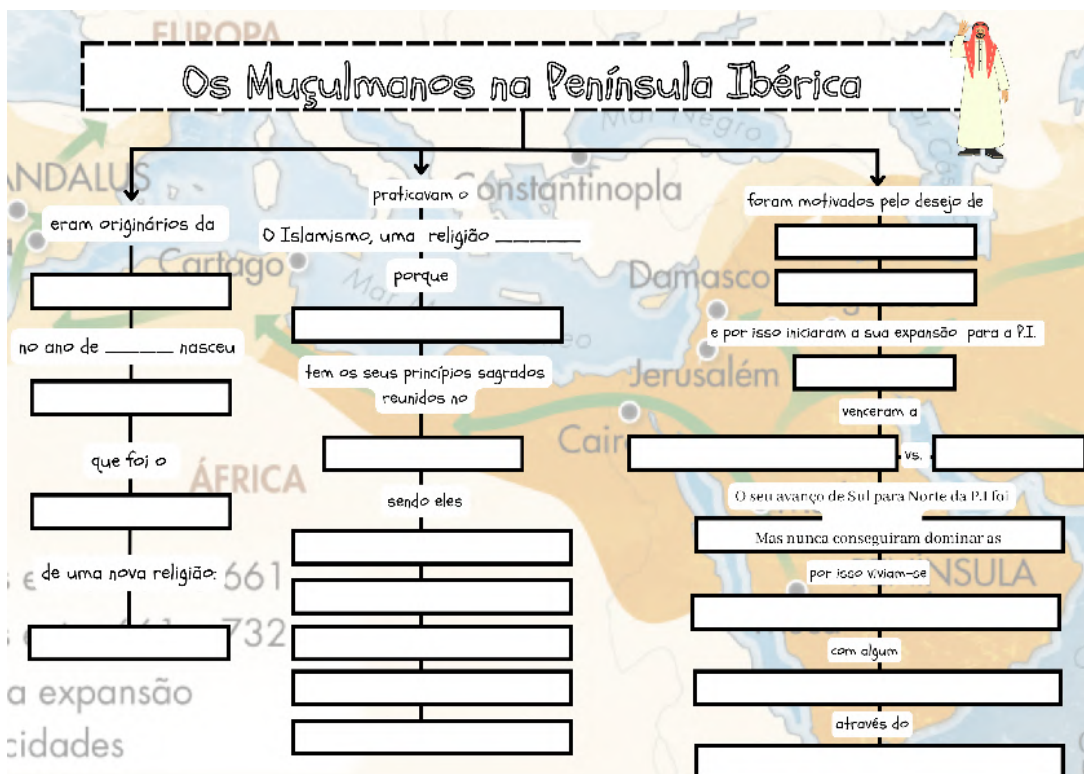 EUROPA
Os Muçulmanos na Península Ibérica
Mar Negro
ANDALUS
Constantinopla
praticavam o
foram motivados pelo desejo de
eram originários da
O Islamismo, uma religião _______
Cartago
porque
Damasco
no ano de _____ nasceu
e por isso iniciaram a sua expansão para a P.I.
tem os seus princípios sagrados
reunidos no
Jerusalém
venceram a
Cair
vs.
que foi o
ÁFRICA
sendo eles
O seu avanço de Sul para Norte da P.I foi
Mas nunca conseguiram dominar as
de uma nova religião:
661
por isso viviam-se
NSULA
732
com algum
a expansão
através do
cidades